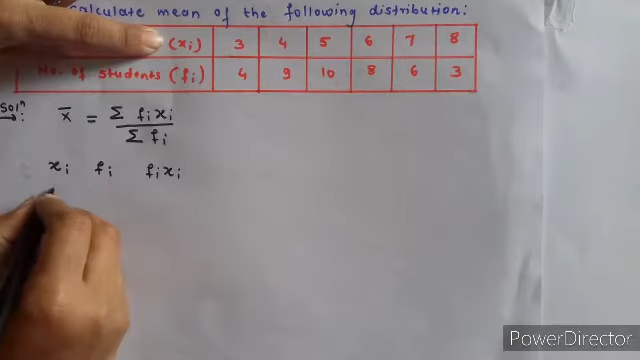 calculate mean of the following distribution:
(xi) 3 4 5 6 7 8
No. of students (fi) 4 9 10 8 6 3
Solⁿ→: x̄ = Σ fixi / Σ fi
xi fi fixi
PowerDirector